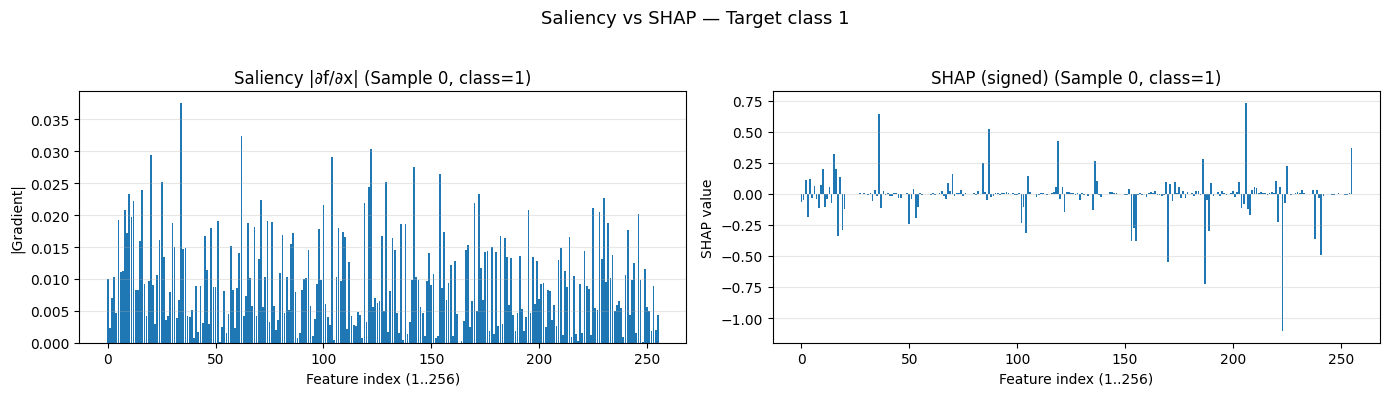 Saliency vs SHAP — Target class 1
Saliency |∂f/∂x| (Sample 0, class=1)
|Gradient|
0.035
0.030
0.025
0.020
0.015
0.010
0.005
0.000
0 50 100 150 200 250
Feature index (1..256)
SHAP (signed) (Sample 0, class=1)
SHAP value
0.75
0.50
0.25
0.00
−0.25
−0.50
−0.75
−1.00
0 50 100 150 200 250
Feature index (1..256)